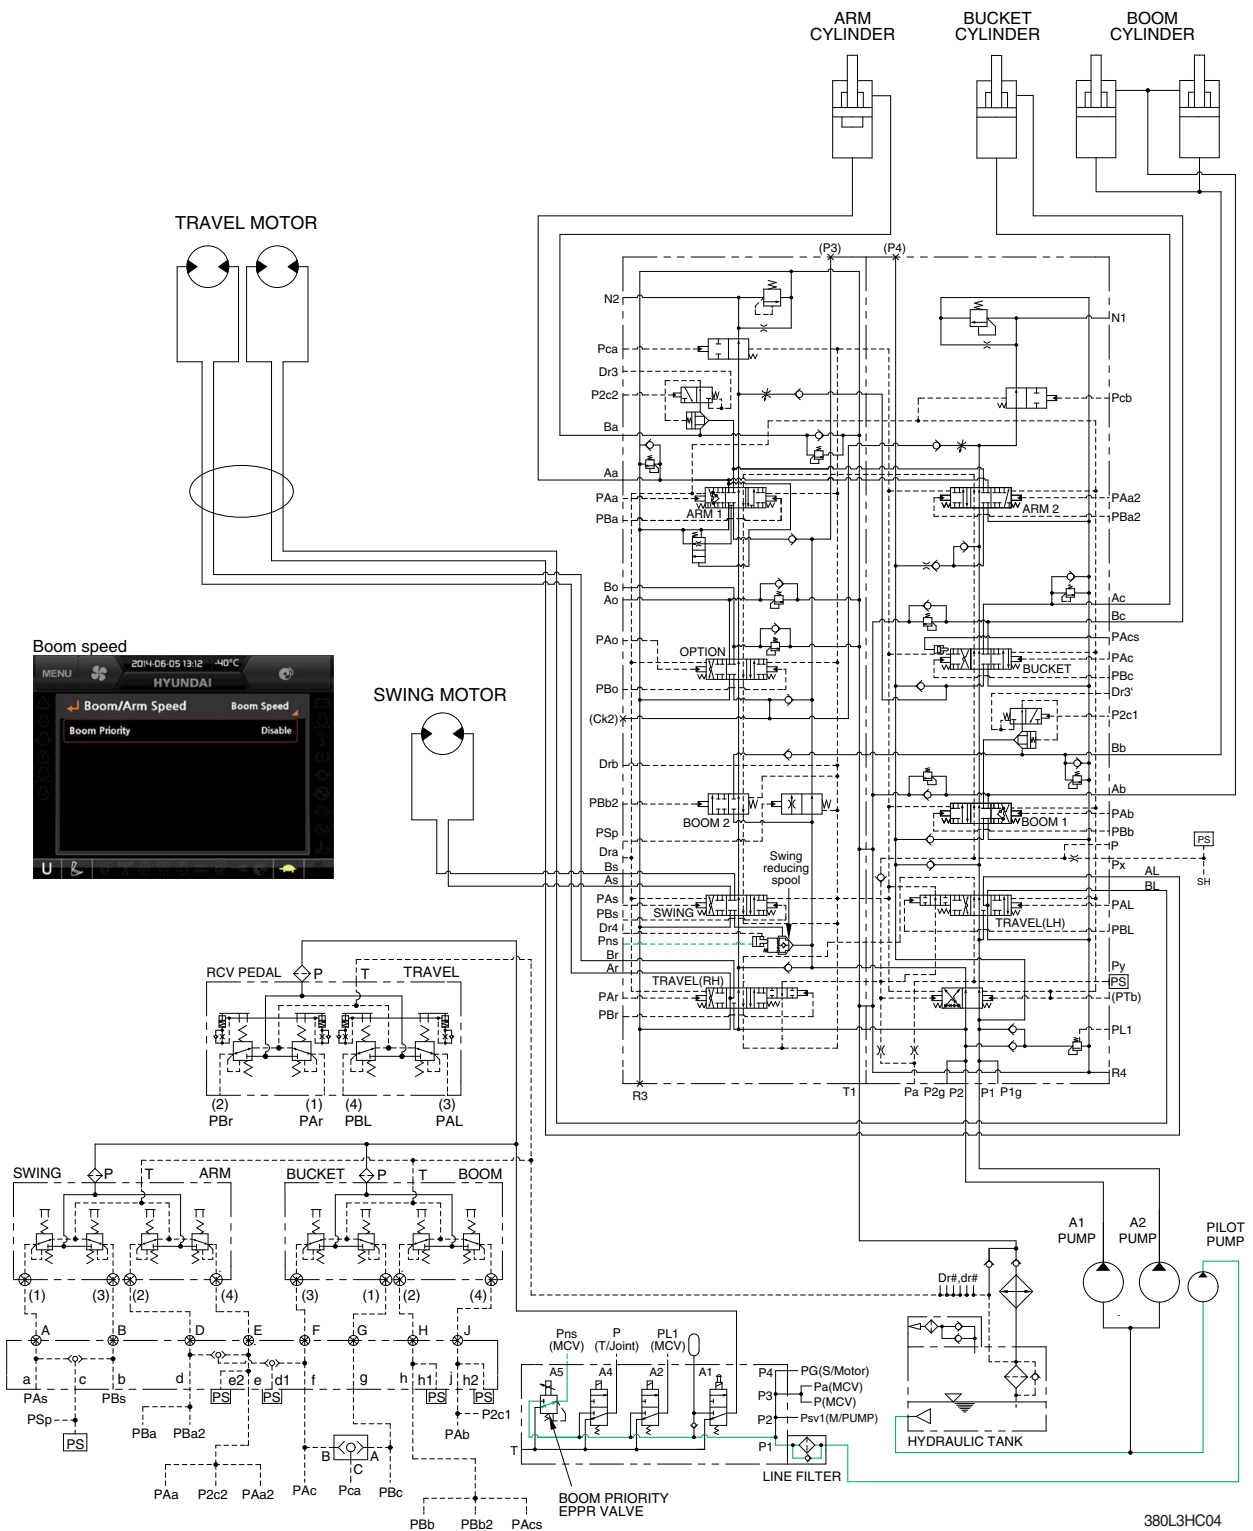 ARM
CYLINDER
BUCKET
CYLINDER
BOOM
CYLINDER
TRAVEL MOTOR
(P3)
(P4)
N2
N1
Pca
Dr3
P2c2
Pcb
Ba
Aa
PAa
ARM 1
PBa
PAa2
ARM 2
PBa2
Bo
Ao
Ac
Bc
PAo
OPTION
PBo
PAcs
PAc
BUCKET
PBc
Dr3'
(Ck2)
P2c1
Drb
Bb
PBb2
BOOM 2
PSp
Ab
PAb
BOOM 1
PBb
Dra
P
PS
Bs
As
Swing
reducing
spool
Px
SH
AL
BL
PAs
PBs
SWING
Dr4
Pns
PAL
TRAVEL(LH)
PBL
Br
Ar
Py
PS
TRAVEL(RH)
PAr
PBr
(PTb)
PL1
R4
R3
T1
Pa
P2g
P2
P1
P1g
Boom speed
MENU
2014-06-05 13:12
-40°C
HYUNDAI
Boom/Arm Speed
Boom Speed
Boom Priority
Disable
U
SWING MOTOR
RCV PEDAL
P
T
TRAVEL
(2)
(1)
(4)
(3)
PBr
PAr
PBL
PAL
SWING
P
T
ARM
BUCKET
P
T
BOOM
(1)
(3)
(2)
(4)
(3)
(1)
(2)
(4)
A
B
D
E
F
G
H
J
a
c
b
d
e2
e
d1
f
g
h
h1
j
h2
PS
PS
PS
PS
PAs
PBs
PSp
PS
PBa
PBa2
P2c1
PAb
B
A
C
PAa
P2c2
PAa2
PAc
Pca
PBc
PBb
PBb2
PAcs
Pns
(MCV)
P
(T/Joint)
PL1
(MCV)
A5
A4
A2
A1
P4
PG(S/Motor)
P3
Pa(MCV)
P(MCV)
P2
Psv1(M/PUMP)
P1
T
LINE FILTER
BOOM PRIORITY
EPPR VALVE
A1
PUMP
A2
PUMP
PILOT
PUMP
Dr#,dr#
HYDRAULIC TANK
380L3HC04